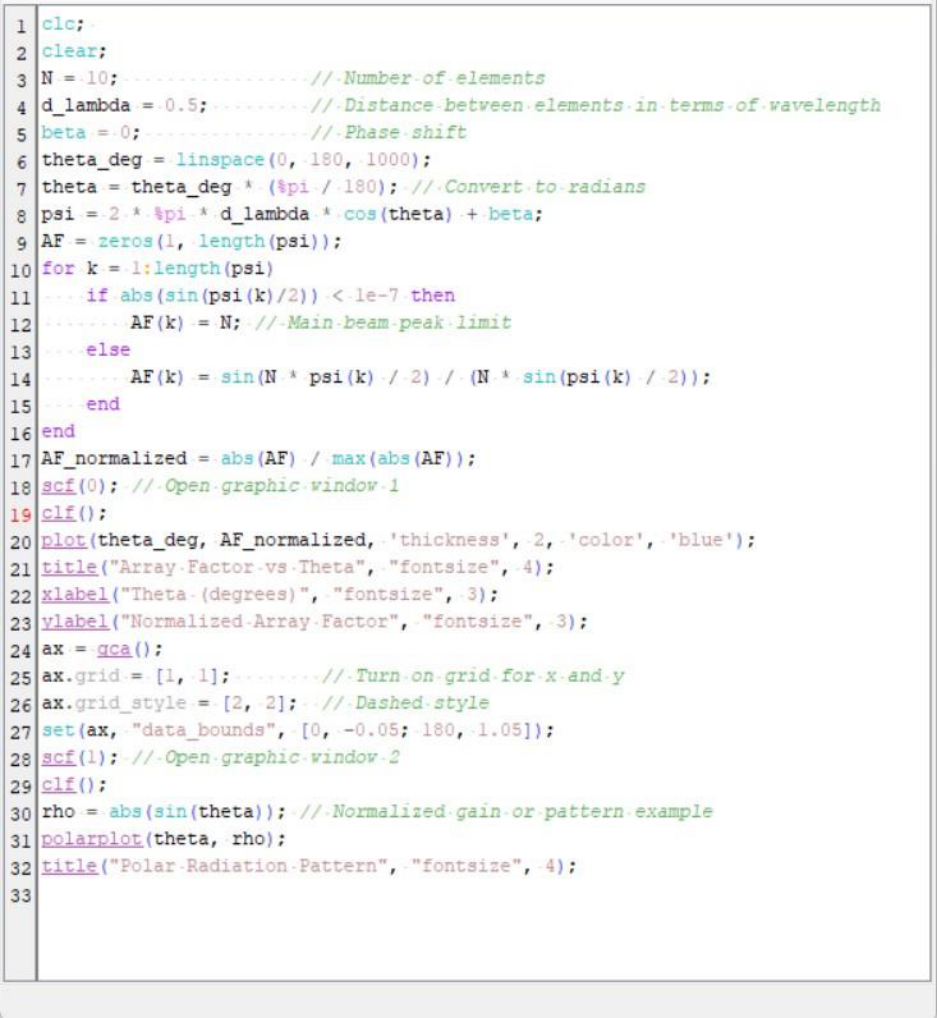 1 clc;
2 clear;
3 N = 10; // Number of elements
4 d_lambda = 0.5; // Distance between elements in terms of wavelength
5 beta = 0; // Phase shift
6 theta_deg = linspace(0, 180, 1000);
7 theta = theta_deg * (%pi / 180); // Convert to radians
8 psi = 2 * %pi * d_lambda * cos(theta) + beta;
9 AF = zeros(1, length(psi));
10 for k = 1:length(psi)
11     if abs(sin(psi(k)/2)) < 1e-7 then
12         AF(k) = N; // Main beam peak limit
13     else
14         AF(k) = sin(N * psi(k) / 2) / (N * sin(psi(k) / 2));
15     end
16 end
17 AF_normalized = abs(AF) / max(abs(AF));
18 scf(0); // Open graphic window 1
19 clf();
20 plot(theta_deg, AF_normalized, 'thickness', 2, 'color', 'blue');
21 title("Array Factor vs Theta", "fontsize", 4);
22 xlabel("Theta (degrees)", "fontsize", 3);
23 ylabel("Normalized Array Factor", "fontsize", 3);
24 ax = gca();
25 ax.grid = [1, 1]; // Turn on grid for x and y
26 ax.grid_style = [2, 2]; // Dashed style
27 set(ax, "data_bounds", [0, -0.05; 180, 1.05]);
28 scf(1); // Open graphic window 2
29 clf();
30 rho = abs(sin(theta)); // Normalized gain or pattern example
31 polarplot(theta, rho);
32 title("Polar Radiation Pattern", "fontsize", 4);
33